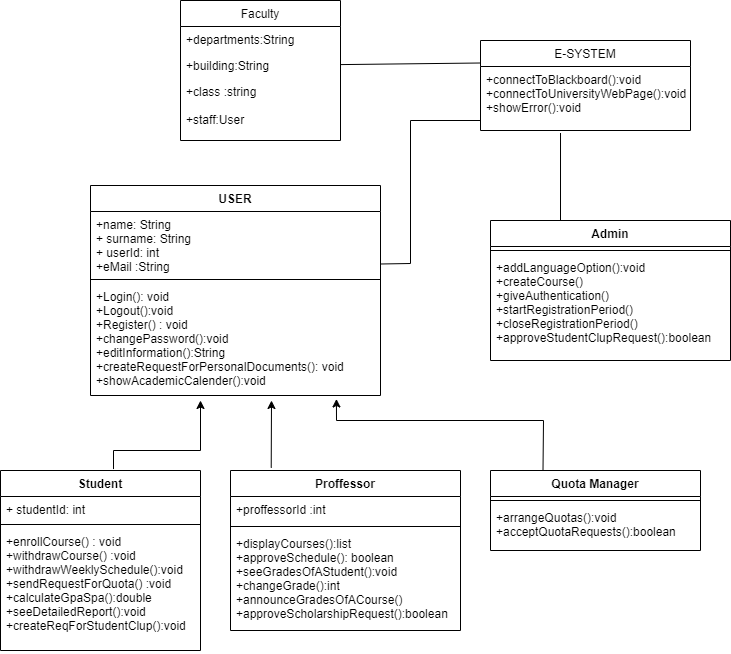 Faculty
+departments:String
+building:String
+class :string
+staff:User
E-SYSTEM
+connectToBlackboard():void
+connectToUniversityWebPage():void
+showError():void
USER
+name: String
+ surname: String
+ userId: int
+eMail :String
+Login(): void
+Logout():void
+Register() : void
+changePassword():void
+editInformation():String
+createRequestForPersonalDocuments(): void
+showAcademicCalender():void
Admin
+addLanguageOption():void
+createCourse()
+giveAuthentication()
+startRegistrationPeriod()
+closeRegistrationPeriod()
+approveStudentClupRequest():boolean
Student
+ studentId: int
+enrollCourse() : void
+withdrawCourse() :void
+withdrawWeeklySchedule():void
+sendRequestForQuota() :void
+calculateGpaSpa():double
+seeDetailedReport():void
+createReqForStudentClup():void
Proffessor
+proffessorId :int
+displayCourses():list
+approveSchedule(): boolean
+seeGradesOfAStudent():void
+changeGrade():int
+announceGradesOfACourse()
+approveScholarshipRequest():boolean
Quota Manager
+arrangeQuotas():void
+acceptQuotaRequests():boolean